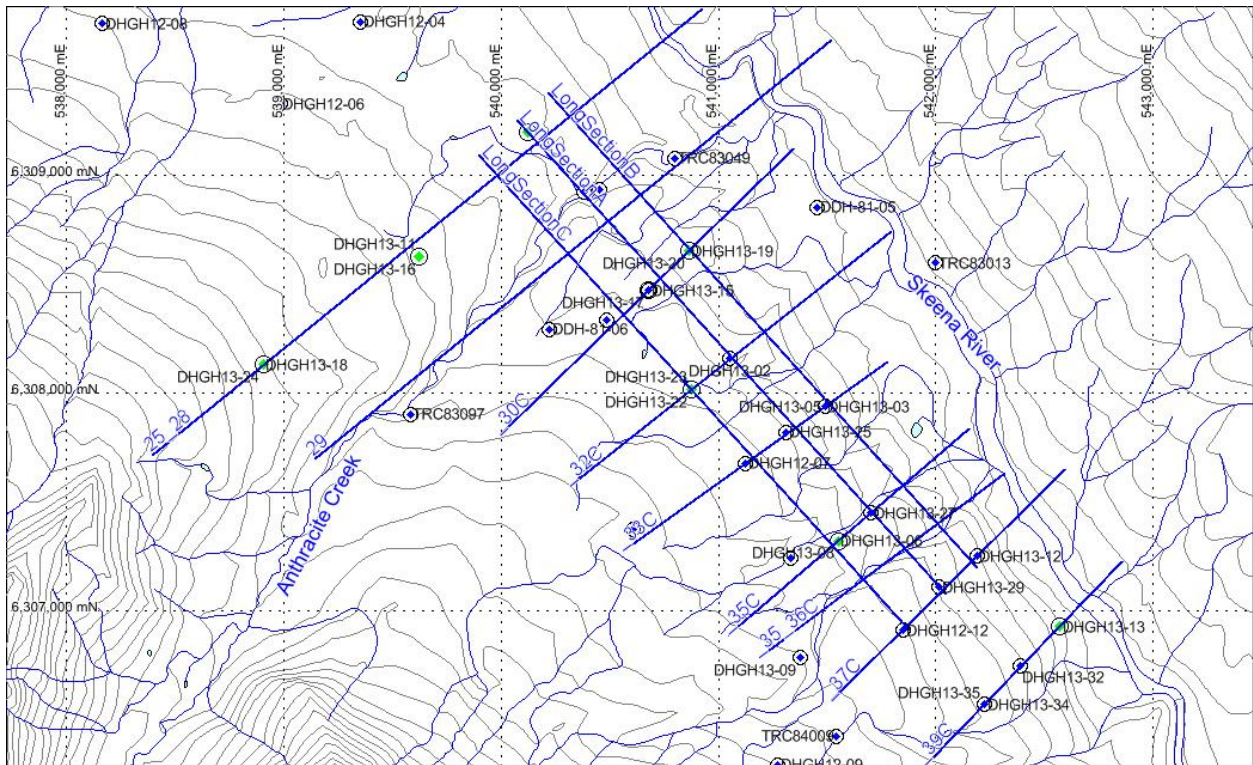 DHGH12-08
DHGH12-04
538,000 mE
539,000 mE
540,000 mE
541,000 mE
542,000 mE
543,000 mE
DHGH12-06
LongSectionB
LongSectionA
LongSectionC
TRC83049
6,309,000 mN
DDH-81-05
DHGH13-11
DHGH13-16
DHGH13-19
DHGH13-20
TRC83013
DHGH13-15
DHGH13-17
DDH-81-06
Skeena River
DHGH13-18
DHGH13-24
DHGH13-02
DHGH13-23
DHGH13-22
6,308,000 mN
DHGH13-05
DHGH13-03
TRC83097
30C
DHGH13-25
25_28
29
32C
DHGH12-07
DHGH13-27
33C
DHGH13-06
DHGH13-08
DHGH13-12
Anthracite Creek
DHGH13-29
6,307,000 mN
35C
35_36C
DHGH12-12
DHGH13-13
DHGH13-09
DHGH13-32
37C
DHGH13-35
DHGH13-34
TRC84009
39C
DHGH12-09